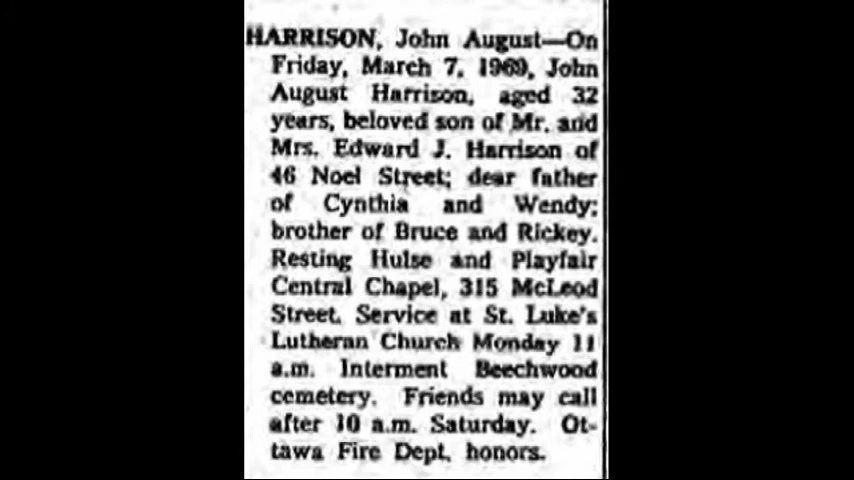 HARRISON, John August—On
Friday, March 7, 1969, John
August Harrison, aged 32
years, beloved son of Mr. and
Mrs. Edward J. Harrison of
46 Noel Street; dear father
of Cynthia and Wendy;
brother of Bruce and Rickey.
Resting Hulse and Playfair
Central Chapel, 315 McLeod
Street. Service at St. Luke's
Lutheran Church Monday 11
a.m. Interment Beechwood
cemetery. Friends may call
after 10 a.m. Saturday. Ot-
tawa Fire Dept. honors.